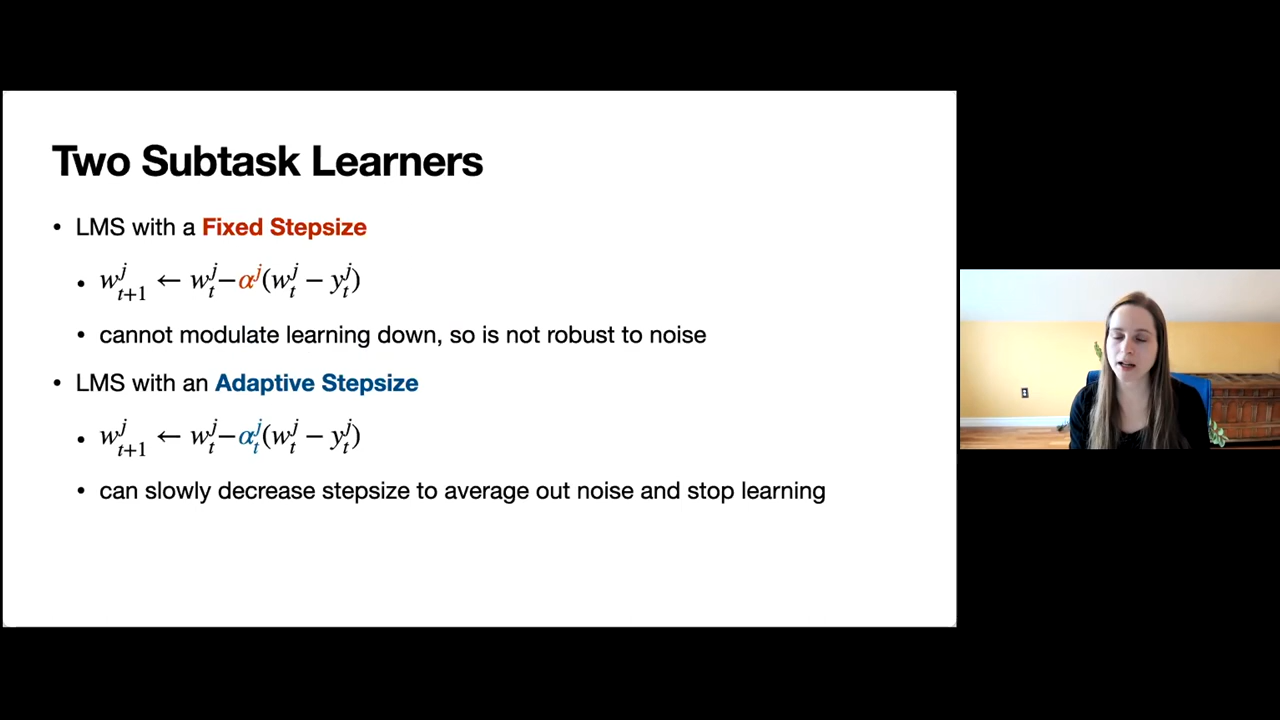 Two Subtask Learners
• LMS with a Fixed Stepsize
• w^j_{t+1} ← w^j_t − α^j(w^j_t − y^j_t)
• cannot modulate learning down, so is not robust to noise
• LMS with an Adaptive Stepsize
• w^j_{t+1} ← w^j_t − α^j_t(w^j_t − y^j_t)
• can slowly decrease stepsize to average out noise and stop learning